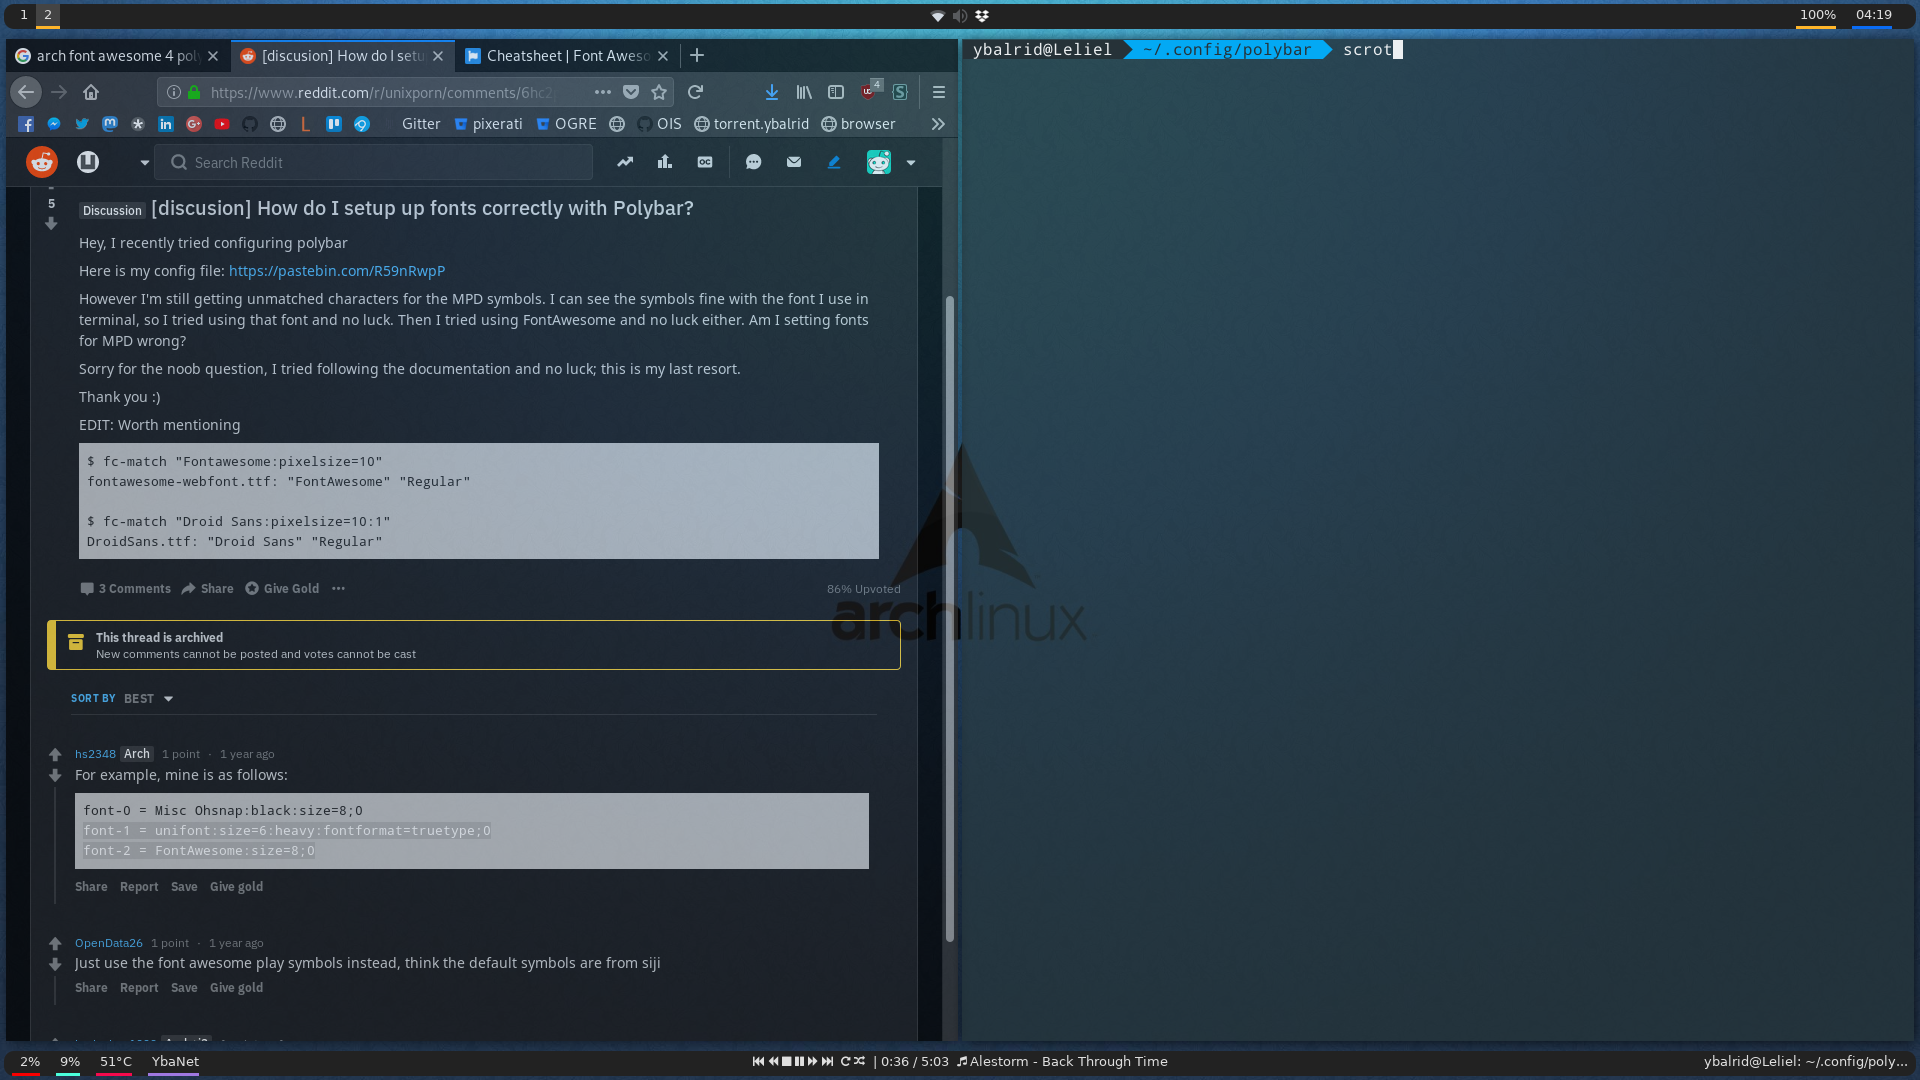 1 2
100% 04:19
arch font awesome 4 poly
[discusion] How do I setu
Cheatsheet | Font Aweso
https://www.reddit.com/r/unixporn/comments/6hc2
4
Gitter pixerati OGRE OIS torrent.ybalrid browser
Search Reddit
5
Discussion [discusion] How do I setup up fonts correctly with Polybar?
Hey, I recently tried configuring polybar
Here is my config file: https://pastebin.com/R59nRwpP
However I'm still getting unmatched characters for the MPD symbols. I can see the symbols fine with the font I use in
terminal, so I tried using that font and no luck. Then I tried using FontAwesome and no luck either. Am I setting fonts
for MPD wrong?
Sorry for the noob question, I tried following the documentation and no luck; this is my last resort.
Thank you :)
EDIT: Worth mentioning
$ fc-match "Fontawesome:pixelsize=10"
fontawesome-webfont.ttf: "FontAwesome" "Regular"
$ fc-match "Droid Sans:pixelsize=10:1"
DroidSans.ttf: "Droid Sans" "Regular"
3 Comments Share Give Gold ···
86% Upvoted
This thread is archived
New comments cannot be posted and votes cannot be cast
SORT BY BEST
hs2348 Arch 1 point · 1 year ago
For example, mine is as follows:
font-0 = Misc Ohsnap:black:size=8;0
font-1 = unifont:size=6:heavy:fontformat=truetype;0
font-2 = FontAwesome:size=8;0
Share Report Save Give gold
OpenData26 1 point · 1 year ago
Just use the font awesome play symbols instead, think the default symbols are from siji
Share Report Save Give gold
ybalrid@Leliel ~/.config/polybar scrot
archlinux
2% 9% 51°C YbaNet
| 0:36 / 5:03 Alestorm - Back Through Time
ybalrid@Leliel: ~/.config/poly...